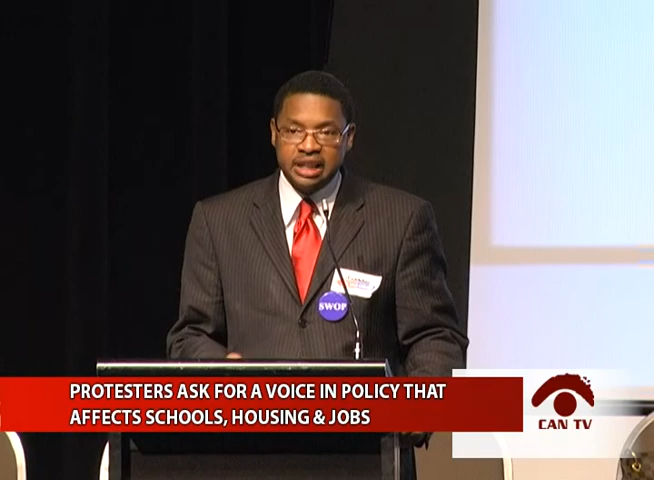 SWOP
PROTESTERS ASK FOR A VOICE IN POLICY THAT
AFFECTS SCHOOLS, HOUSING & JOBS
CAN TV